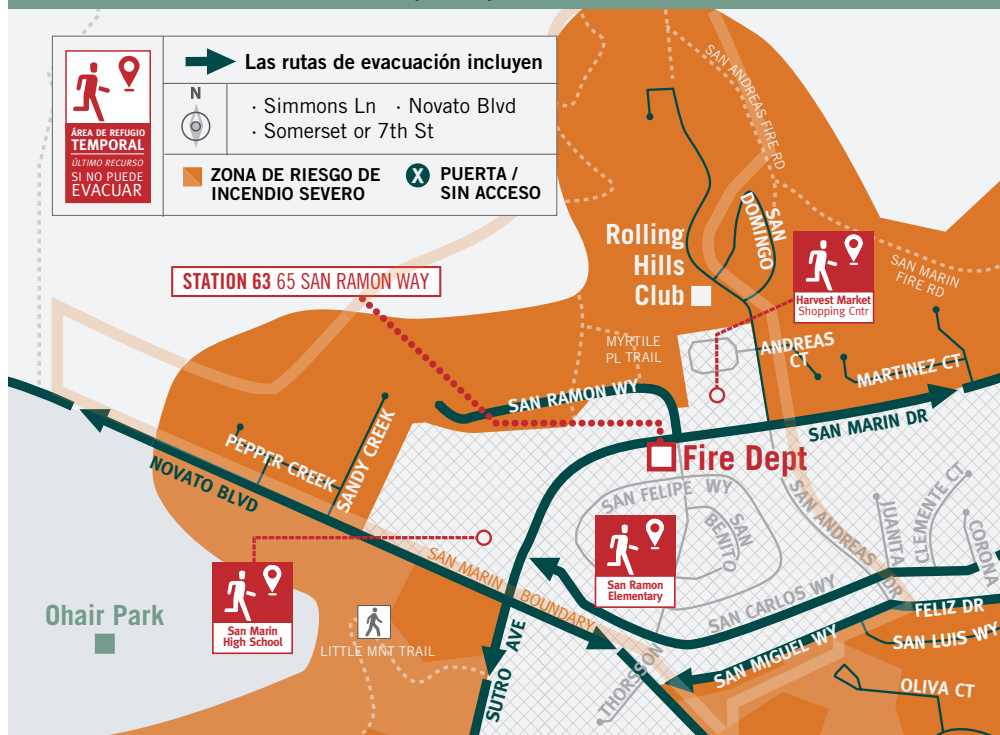 Las rutas de evacuación incluyen
N
· Simmons Ln · Novato Blvd
· Somerset or 7th St
ÁREA DE REFUGIO
TEMPORAL
ÚLTIMO RECURSO
SI NO PUEDE
EVACUAR
ZONA DE RIESGO DE
INCENDIO SEVERO
X
PUERTA /
SIN ACCESO
SAN ANDREAS FIRE RD
SAN
DOMINGO
Rolling
Hills
Club
SAN MARIN
FIRE RD
Harvest Market
Shopping Cntr
STATION 63 65 SAN RAMON WAY
MYRTILE
PL TRAIL
ANDREAS
CT
MARTINEZ CT
SAN RAMON WY
SAN MARIN DR
SANDY CREEK
PEPPER CREEK
NOVATO BLVD
Fire Dept
SAN FELIPE WY
SAN
BENITO
SAN ANDREAS DR
JUANITA
CLEMENTE CT
CORONA
San Ramon
Elementary
SAN MARIN BOUNDARY
SAN CARLOS WY
San Marin
High School
Ohair Park
LITTLE MNT TRAIL
FELIZ DR
SAN LUIS WY
SAN MIGUEL WY
OLIVA CT
SUTRO AVE
THORSSON